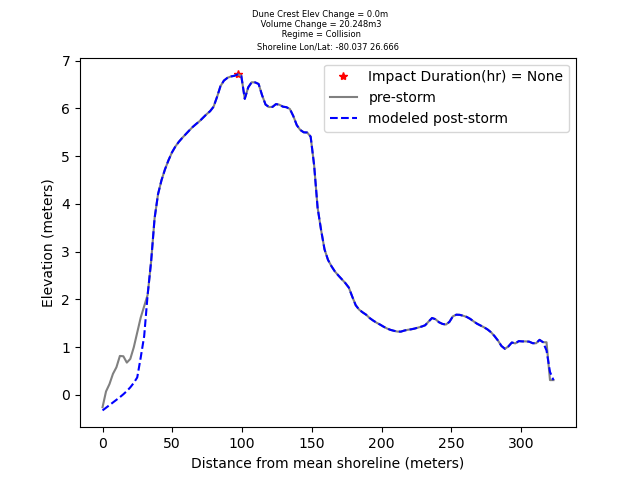 Dune Crest Elev Change = 0.0m
Volume Change = 20.248m3
Regime = Collision
Shoreline Lon/Lat: -80.037 26.666
Impact Duration(hr) = None
pre-storm
modeled post-storm
Elevation (meters)
7
6
5
4
3
2
1
0
0 50 100 150 200 250 300
Distance from mean shoreline (meters)